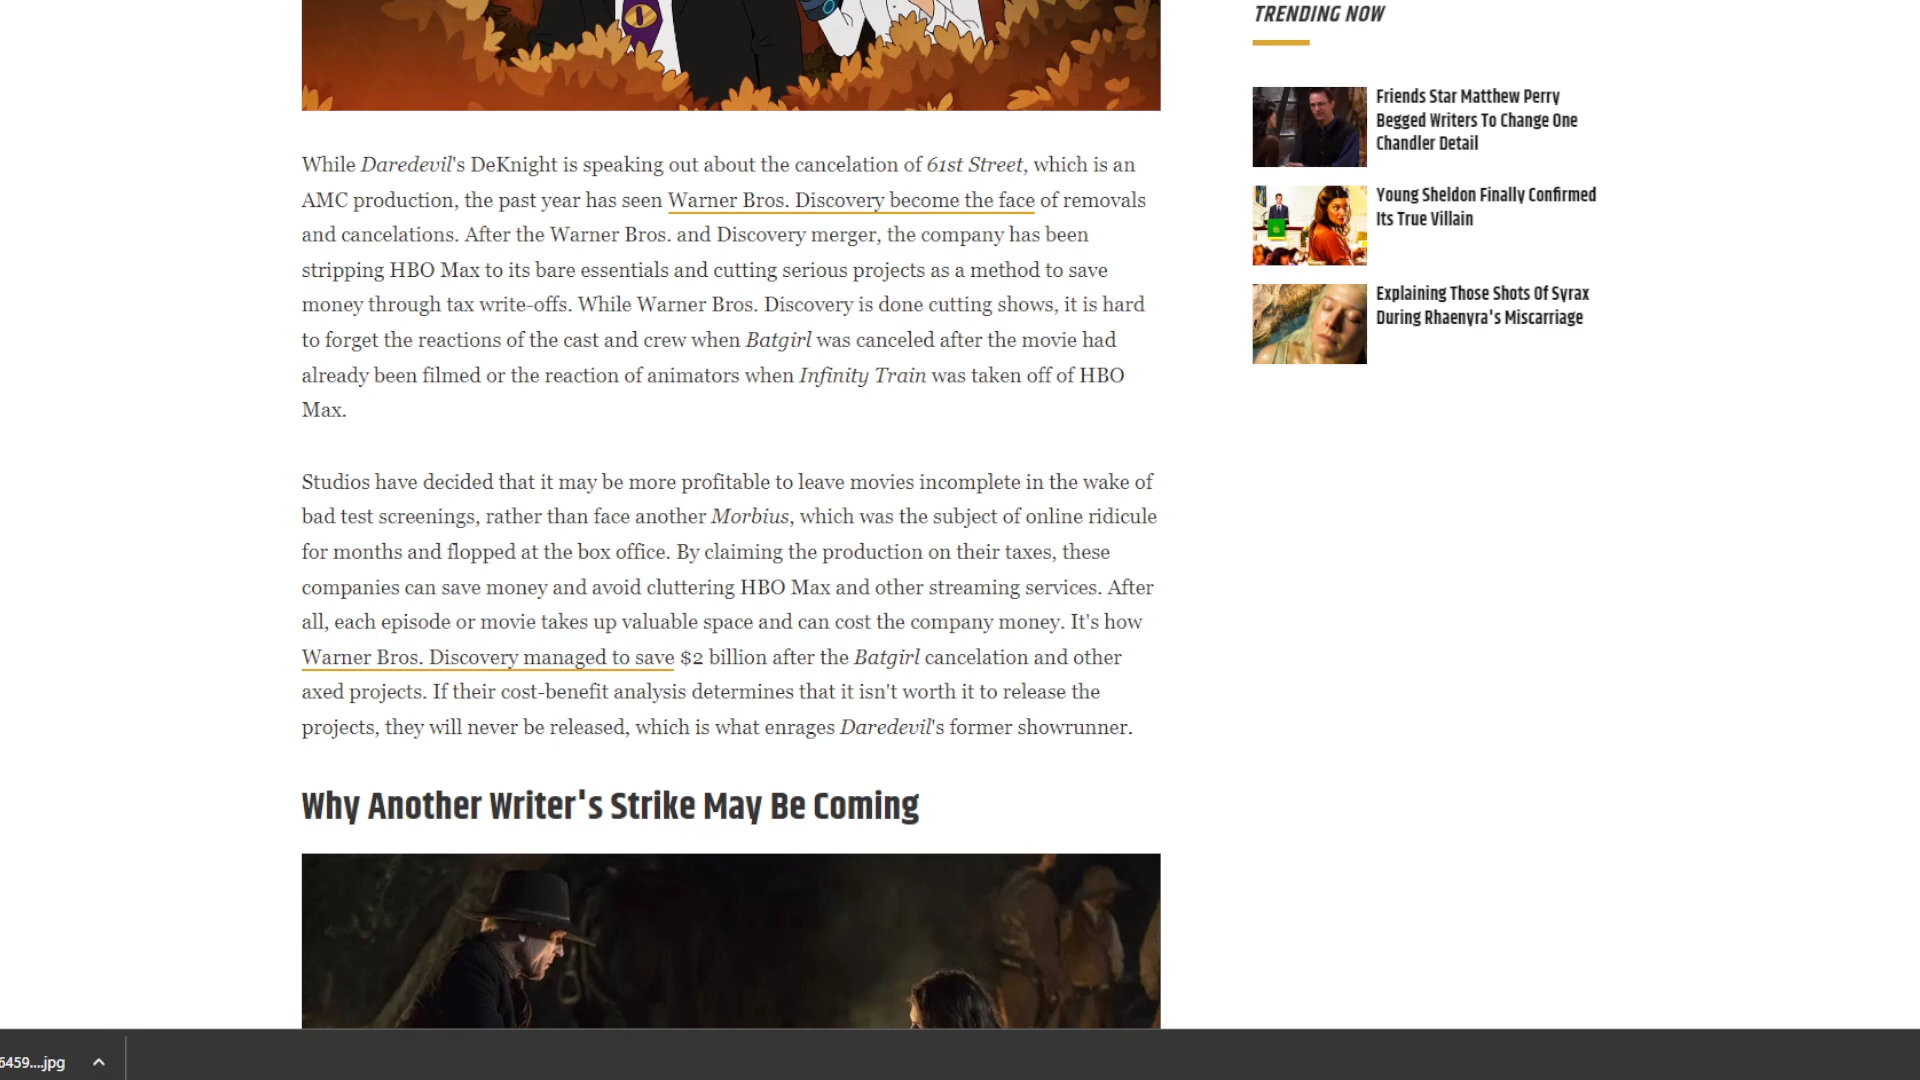 TRENDING NOW
Friends Star Matthew Perry
Begged Writers To Change One
Chandler Detail
Young Sheldon Finally Confirmed
Its True Villain
Explaining Those Shots Of Syrax
During Rhaenyra's Miscarriage
While Daredevil's DeKnight is speaking out about the cancelation of 61st Street, which is an
AMC production, the past year has seen Warner Bros. Discovery become the face of removals
and cancelations. After the Warner Bros. and Discovery merger, the company has been
stripping HBO Max to its bare essentials and cutting serious projects as a method to save
money through tax write-offs. While Warner Bros. Discovery is done cutting shows, it is hard
to forget the reactions of the cast and crew when Batgirl was canceled after the movie had
already been filmed or the reaction of animators when Infinity Train was taken off of HBO
Max.
Studios have decided that it may be more profitable to leave movies incomplete in the wake of
bad test screenings, rather than face another Morbius, which was the subject of online ridicule
for months and flopped at the box office. By claiming the production on their taxes, these
companies can save money and avoid cluttering HBO Max and other streaming services. After
all, each episode or movie takes up valuable space and can cost the company money. It's how
Warner Bros. Discovery managed to save $2 billion after the Batgirl cancelation and other
axed projects. If their cost-benefit analysis determines that it isn't worth it to release the
projects, they will never be released, which is what enrages Daredevil's former showrunner.
Why Another Writer's Strike May Be Coming
6459....jpg